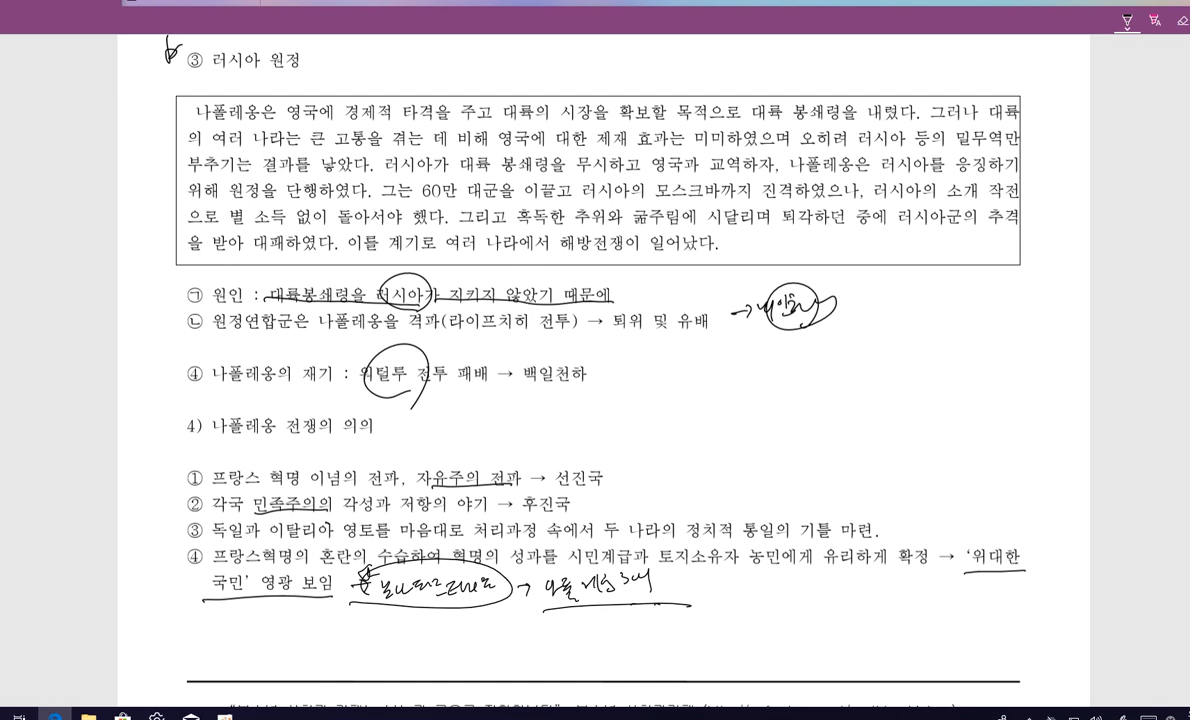 ③ 러시아 원정
나폴레옹은 영국에 경제적 타격을 주고 대륙의 시장을 확보할 목적으로 대륙 봉쇄령을 내렸다. 그러나 대륙
의 여러 나라는 큰 고통을 겪는 데 비해 영국에 대한 제재 효과는 미미하였으며 오히려 러시아 등의 밀무역만
부추기는 결과를 낳았다. 러시아가 대륙 봉쇄령을 무시하고 영국과 교역하자, 나폴레옹은 러시아를 응징하기
위해 원정을 단행하였다. 그는 60만 대군을 이끌고 러시아의 모스크바까지 진격하였으나, 러시아의 소개 작전
으로 별 소득 없이 돌아서야 했다. 그리고 혹독한 추위와 굶주림에 시달리며 퇴각하던 중에 러시아군의 추격
을 받아 대패하였다. 이를 계기로 여러 나라에서 해방전쟁이 일어났다.
㉠ 원인 : 대륙봉쇄령을 러시아가 지키지 않았기 때문에
㉡ 원정연합군은 나폴레옹을 격파(라이프치히 전투) → 퇴위 및 유배 →
④ 나폴레옹의 재기 : 워털루 전투 패배 → 백일천하
4) 나폴레옹 전쟁의 의의
① 프랑스 혁명 이념의 전파, 자유주의 전파 → 선진국
② 각국 민족주의의 각성과 저항의 야기 → 후진국
③ 독일과 이탈리아 영토를 마음대로 처리과정 속에서 두 나라의 정치적 통일의 기틀 마련.
④ 프랑스혁명의 혼란의 수습하여 혁명의 성과를 시민계급과 토지소유자 농민에게 유리하게 확정 → ‘위대한
국민’ 영광 보임 → 나폴레옹 3세